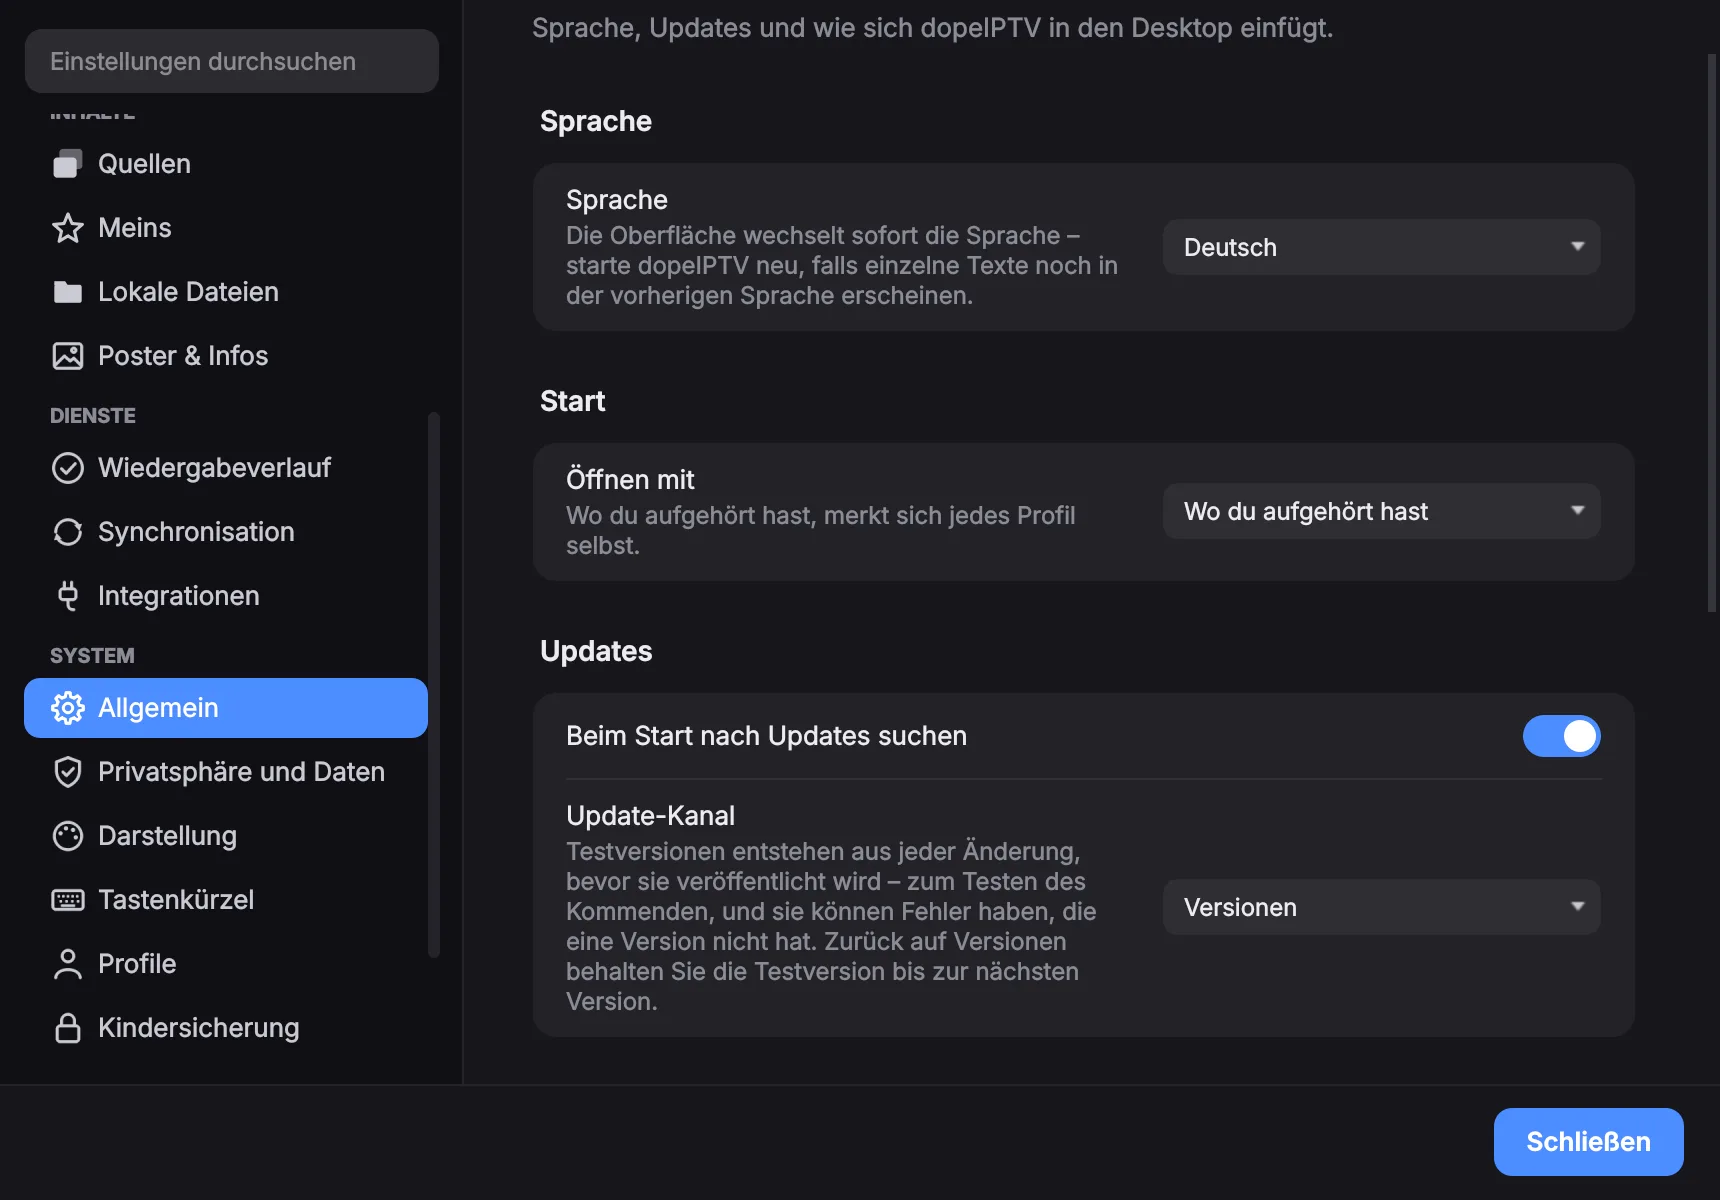 Einstellungen durchsuchen
INHALTE
Quellen
Meins
Lokale Dateien
Poster & Infos
DIENSTE
Wiedergabeverlauf
Synchronisation
Integrationen
SYSTEM
Allgemein
Privatsphäre und Daten
Darstellung
Tastenkürzel
Profile
Kindersicherung
Sprache, Updates und wie sich dopeIPTV in den Desktop einfügt.
Sprache
Sprache
Die Oberfläche wechselt sofort die Sprache –
starte dopeIPTV neu, falls einzelne Texte noch in
der vorherigen Sprache erscheinen.
Deutsch
Start
Öffnen mit
Wo du aufgehört hast, merkt sich jedes Profil
selbst.
Wo du aufgehört hast
Updates
Beim Start nach Updates suchen
Update-Kanal
Testversionen entstehen aus jeder Änderung,
bevor sie veröffentlicht wird – zum Testen des
Kommenden, und sie können Fehler haben, die
eine Version nicht hat. Zurück auf Versionen
behalten Sie die Testversion bis zur nächsten
Version.
Versionen
Schließen